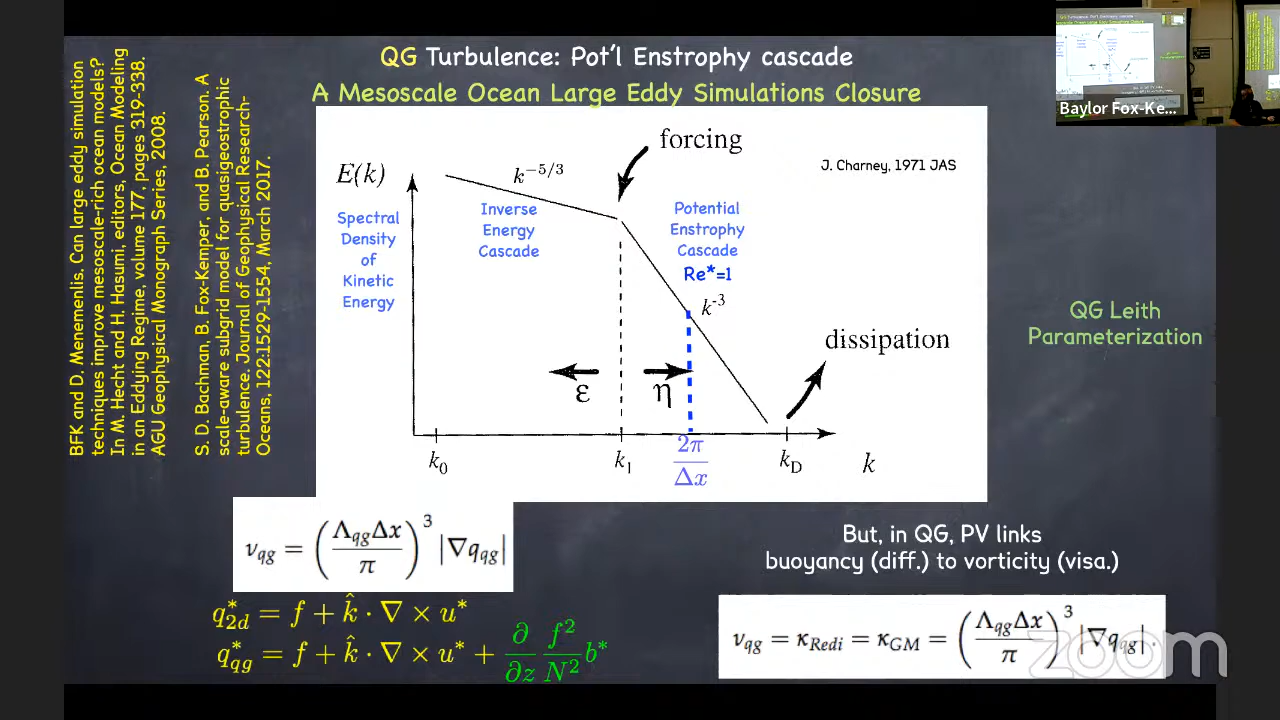 QG Turbulence: Pot'l Enstrophy cascade
A Mesoscale Ocean Large Eddy Simulations Closure
BFK and D. Menemenlis. Can large eddy simulation
techniques improve mesoscale-rich ocean models?
In M. Hecht and H. Hasumi, editors, Ocean Modeling
in an Eddying Regime, volume 177, pages 319-338.
AGU Geophysical Monograph Series, 2008.
S. D. Bachman, B. Fox-Kemper, and B. Pearson. A
scale-aware subgrid model for quasigeostrophic
turbulence. Journal of Geophysical Research-
Oceans, 122:1529-1554, March 2017.
forcing
J. Charney, 1971 JAS
E(k)
k^{-5/3}
Spectral
Density
of
Kinetic
Energy
Inverse
Energy
Cascade
Potential
Enstrophy
Cascade
Re*=1
k^{-3}
dissipation
ε
η
k_0
k_1
2π/Δx
k_D
k
QG Leith
Parameterization
ν_{qg} = (Λ_{qg}Δx/π)^3 |∇q_{qg}|
q*_{2d} = f + k̂ · ∇ × u*
q*_{qg} = f + k̂ · ∇ × u* + ∂/∂z f²/N² b*
But, in QG, PV links
buoyancy (diff.) to vorticity (visa.)
ν_{qg} = κ_{Redi} = κ_{GM} = (Λ_{qg}Δx/π)^3 |∇q_{qg}|.
zoom
Baylor Fox-Ke...